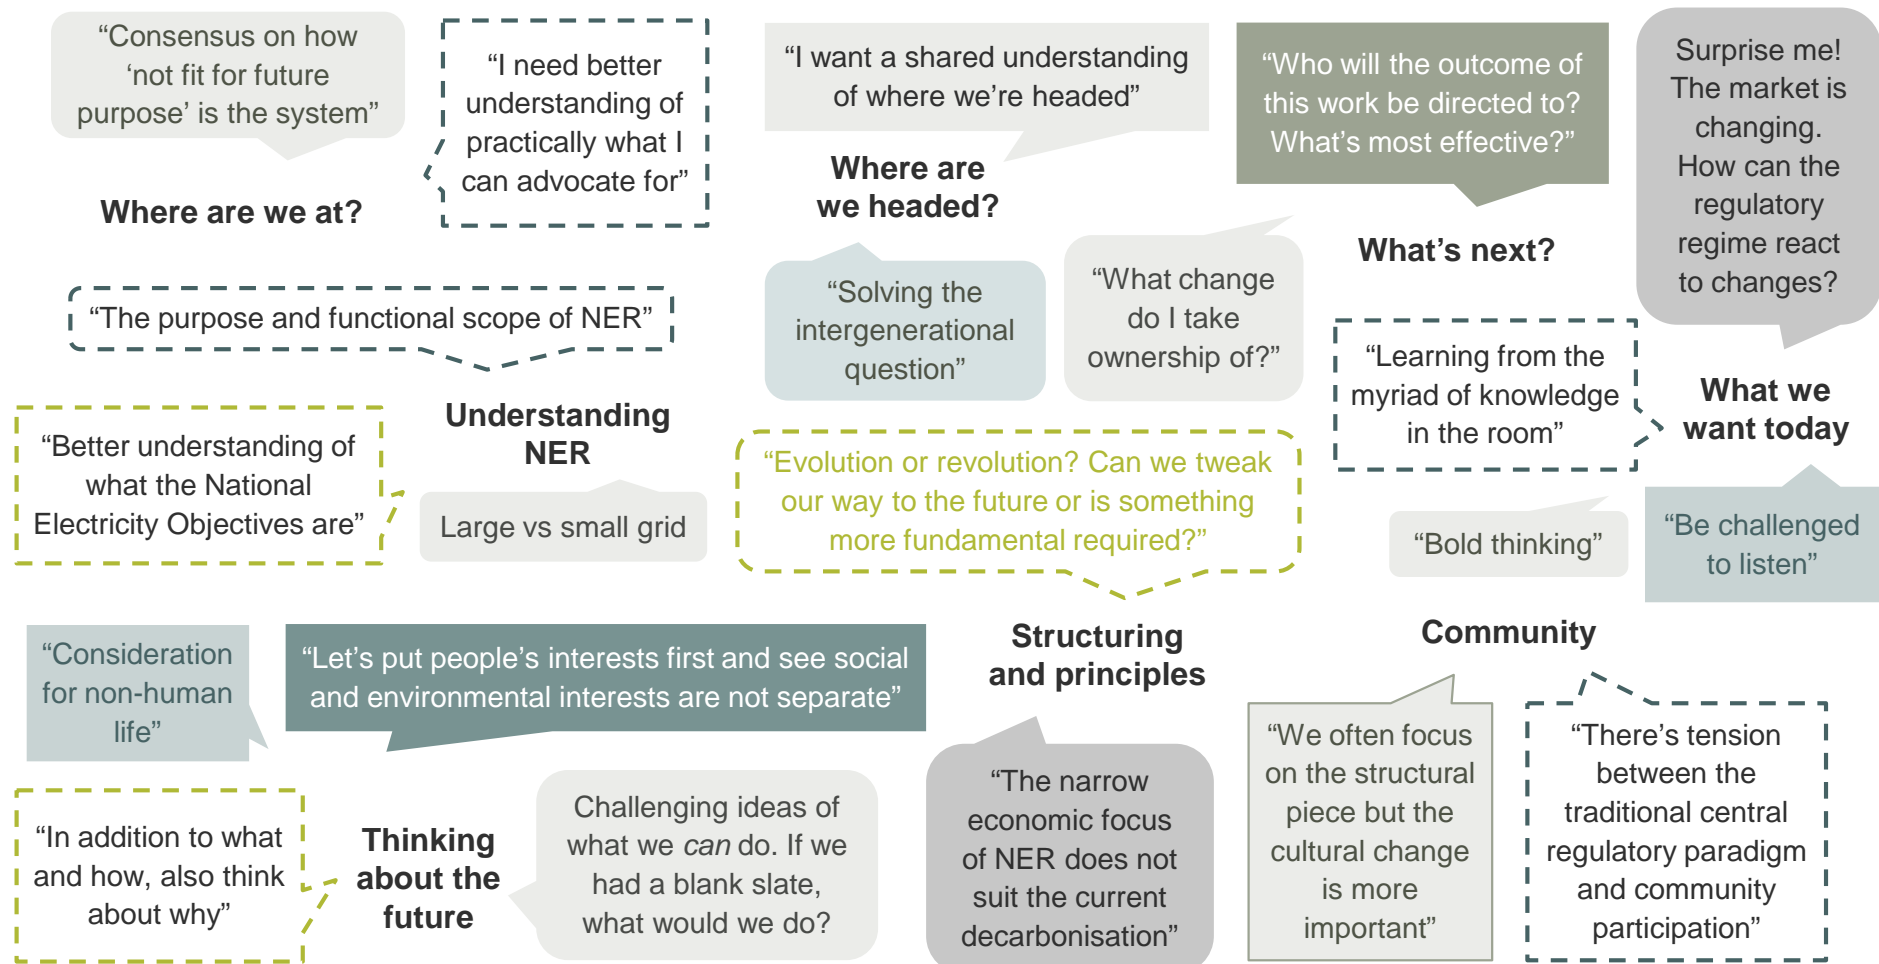 “Consensus on how
‘not fit for future
purpose’ is the system”
“I need better
understanding of
practically what I
can advocate for”
Where are we at?
“The purpose and functional scope of NER”
“Better understanding of
what the National
Electricity Objectives are”
Understanding
NER
Large vs small grid
“I want a shared understanding
of where we’re headed”
Where are
we headed?
“Solving the
intergenerational
question”
“Who will the outcome of
this work be directed to?
What’s most effective?”
“What change
do I take
ownership of?”
What’s next?
Surprise me!
The market is
changing.
How can the
regulatory
regime react
to changes?
“Learning from the
myriad of knowledge
in the room”
What we
want today
“Bold thinking”
“Be challenged
to listen”
“Evolution or revolution? Can we tweak
our way to the future or is something
more fundamental required?”
Structuring
and principles
“The narrow
economic focus
of NER does not
suit the current
decarbonisation”
“Consideration
for non-human
life”
“Let’s put people’s interests first and see social
and environmental interests are not separate”
“In addition to what
and how, also think
about why”
Thinking
about the
future
Challenging ideas of
what we can do. If we
had a blank slate,
what would we do?
Community
“We often focus
on the structural
piece but the
cultural change
is more
important”
“There’s tension
between the
traditional central
regulatory paradigm
and community
participation”